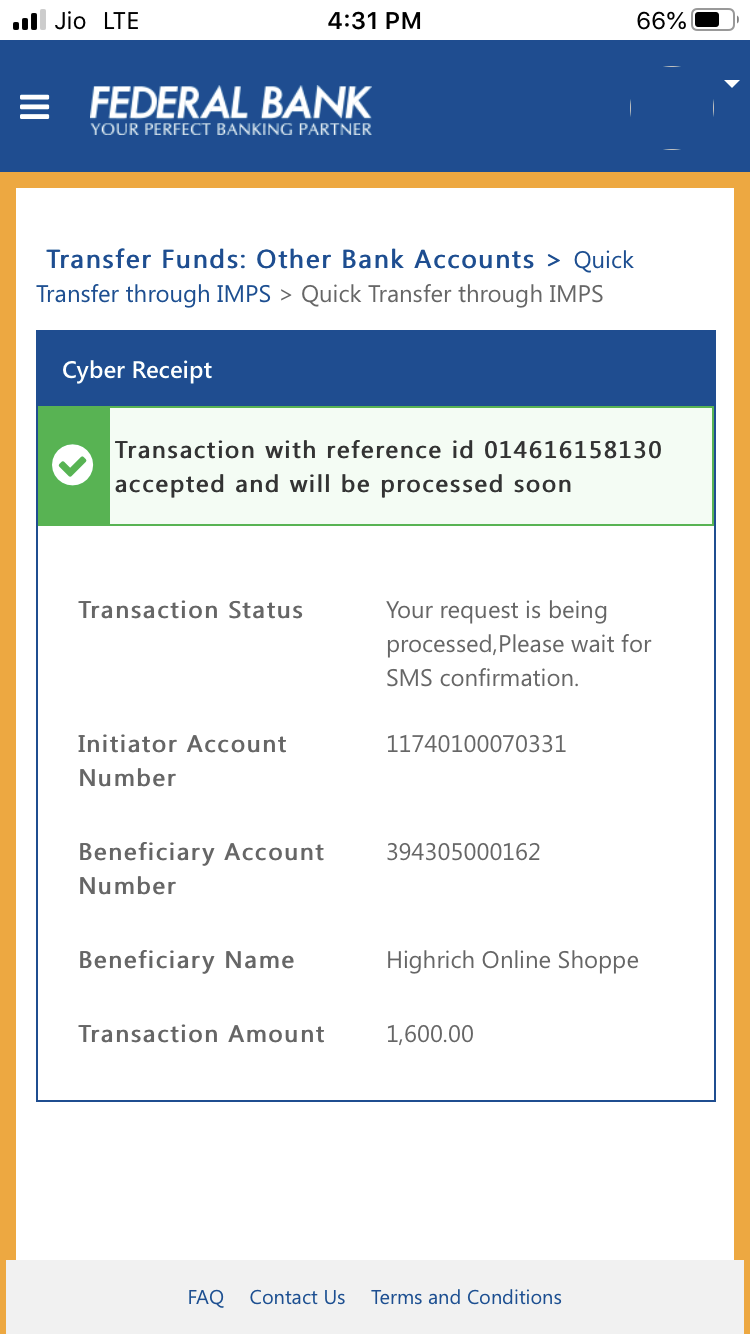 Jio LTE 4:31 PM 66%
FEDERAL BANK
YOUR PERFECT BANKING PARTNER
Transfer Funds: Other Bank Accounts > Quick
Transfer through IMPS > Quick Transfer through IMPS
Cyber Receipt
Transaction with reference id 014616158130
accepted and will be processed soon
Transaction Status Your request is being
processed,Please wait for
SMS confirmation.
Initiator Account 11740100070331
Number
Beneficiary Account 394305000162
Number
Beneficiary Name Highrich Online Shoppe
Transaction Amount 1,600.00
FAQ Contact Us Terms and Conditions